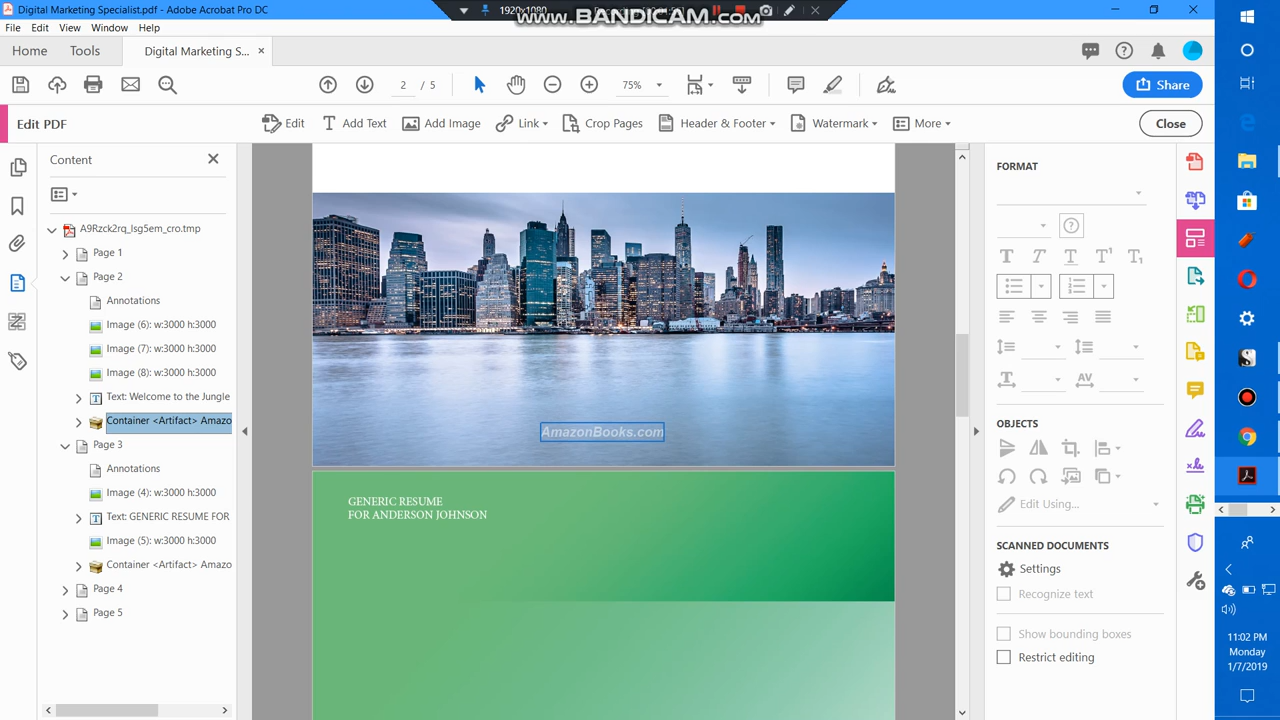 Digital Marketing Specialist.pdf - Adobe Acrobat Pro DC
1920x1080
www.BANDICAM.com
File Edit View Window Help
Home Tools Digital Marketing S... ×
2 / 5 75% Share
Edit PDF Edit Add Text Add Image Link Crop Pages Header & Footer Watermark More Close
Content
A9Rzck2rq_lsg5em_cro.tmp
Page 1
Page 2
Annotations
Image (6): w:3000 h:3000
Image (7): w:3000 h:3000
Image (8): w:3000 h:3000
Text: Welcome to the Jungle
Container <Artifact> Amazo
Page 3
Annotations
Image (4): w:3000 h:3000
Text: GENERIC RESUME FOR
Image (5): w:3000 h:3000
Container <Artifact> Amazo
Page 4
Page 5
AmazonBooks.com
GENERIC RESUME
FOR ANDERSON JOHNSON
FORMAT
OBJECTS
Edit Using...
SCANNED DOCUMENTS
Settings
Recognize text
Show bounding boxes
Restrict editing
11:02 PM
Monday
1/7/2019